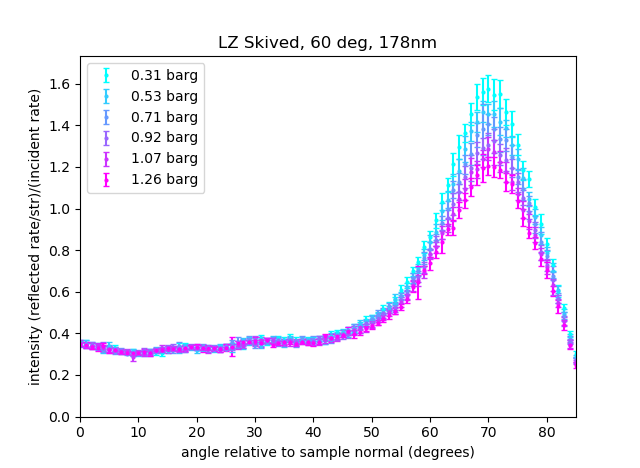 LZ Skived, 60 deg, 178nm
0.31 barg
0.53 barg
0.71 barg
0.92 barg
1.07 barg
1.26 barg
intensity (reflected rate/str)/(incident rate)
1.6
1.4
1.2
1.0
0.8
0.6
0.4
0.2
0.0
0 10 20 30 40 50 60 70 80
angle relative to sample normal (degrees)